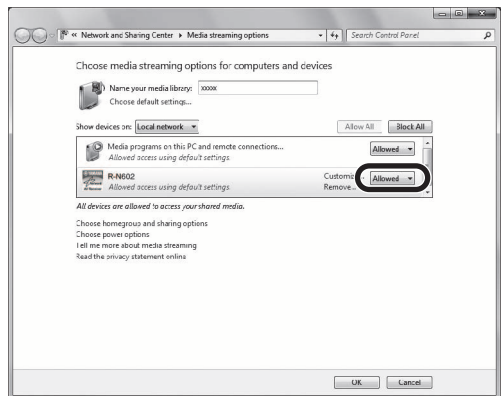 « Network and Sharing Center ▸ Media streaming options
Search Control Panel
Choose media streaming options for computers and devices
Name your media library: xxxxx
Choose default settings...
Show devices on: Local network
Allow All
Block All
Media programs on this PC and remote connections...
Allowed access using default settings.
Allowed
R-N602
Allowed access using default settings.
Customize...
Remove...
Allowed
All devices are allowed to access your shared media.
Choose homegroup and sharing options
Choose power options
Tell me more about media streaming
Read the privacy statement online
OK
Cancel